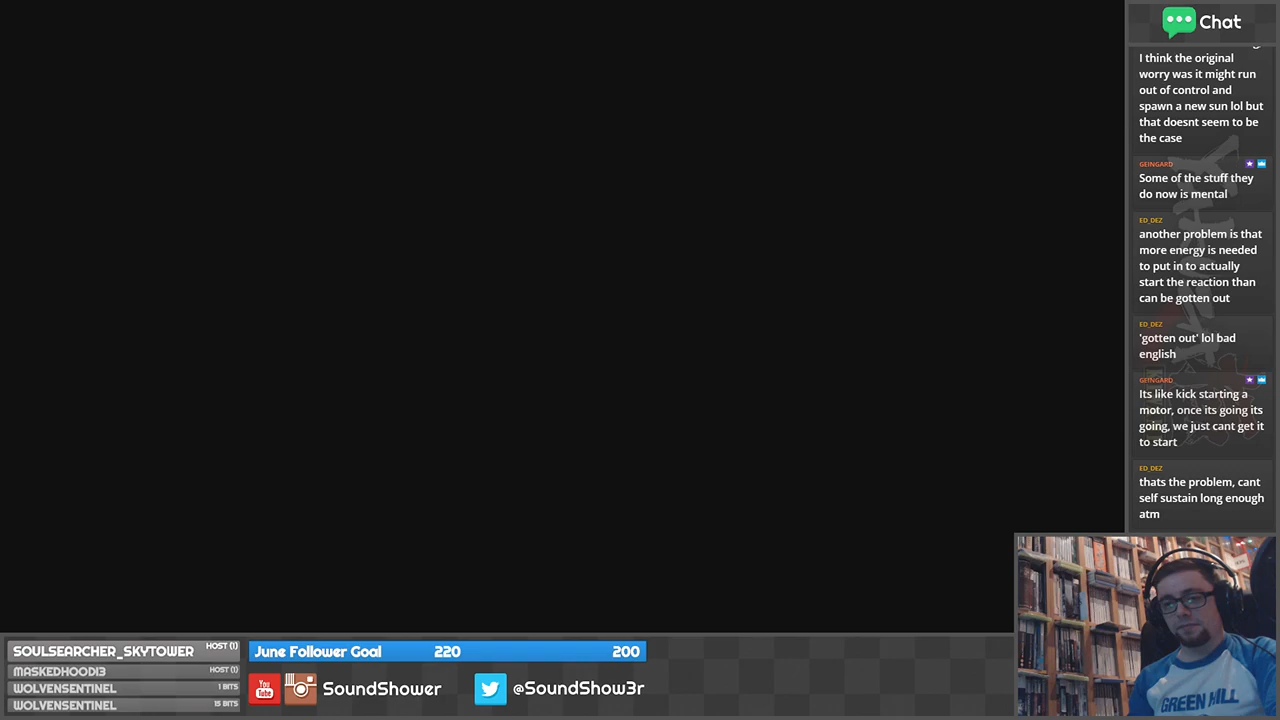 Chat
I think the original
worry was it might run
out of control and
spawn a new sun lol but
that doesnt seem to be
the case
GEINGARD
Some of the stuff they
do now is mental
ED_DEZ
another problem is that
more energy is needed
to put in to actually
start the reaction than
can be gotten out
ED_DEZ
'gotten out' lol bad
english
GEINGARD
Its like kick starting a
motor, once its going its
going, we just cant get it
to start
ED_DEZ
thats the problem, cant
self sustain long enough
atm
SOULSEARCHER_SKYTOWER HOST (1)
MASKEDHOOD13 HOST (1)
WOLVENSENTINEL 1 BITS
WOLVENSENTINEL 15 BITS
June Follower Goal 220 200
You Tube SoundShower @SoundShow3r
GREEN HILL